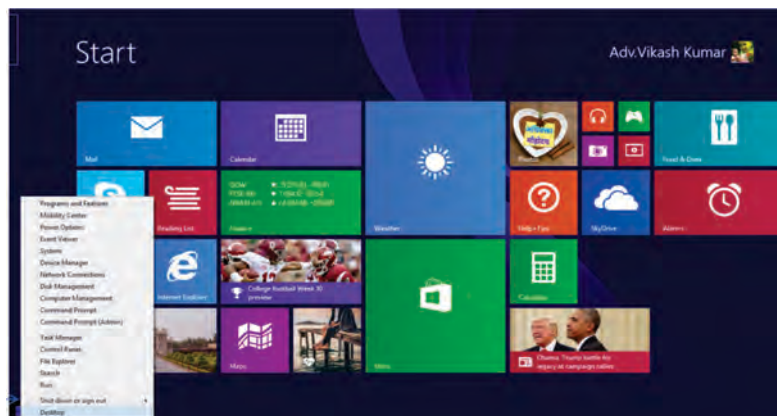 Start
Adv.Vikash Kumar
Mail
Calendar
Weather
Photos
Food & Drink
Reading List
Finance
Help+Tips
SkyDrive
Alarms
Internet Explorer
College Football Week 10
preview
Calculator
Maps
Store
Obama, Trump battle for
legacy at campaign rallies
Programs and Features
Mobility Center
Power Options
Event Viewer
System
Device Manager
Network Connections
Disk Management
Computer Management
Command Prompt
Command Prompt (Admin)
Task Manager
Control Panel
File Explorer
Search
Run
Shut down or sign out
Desktop